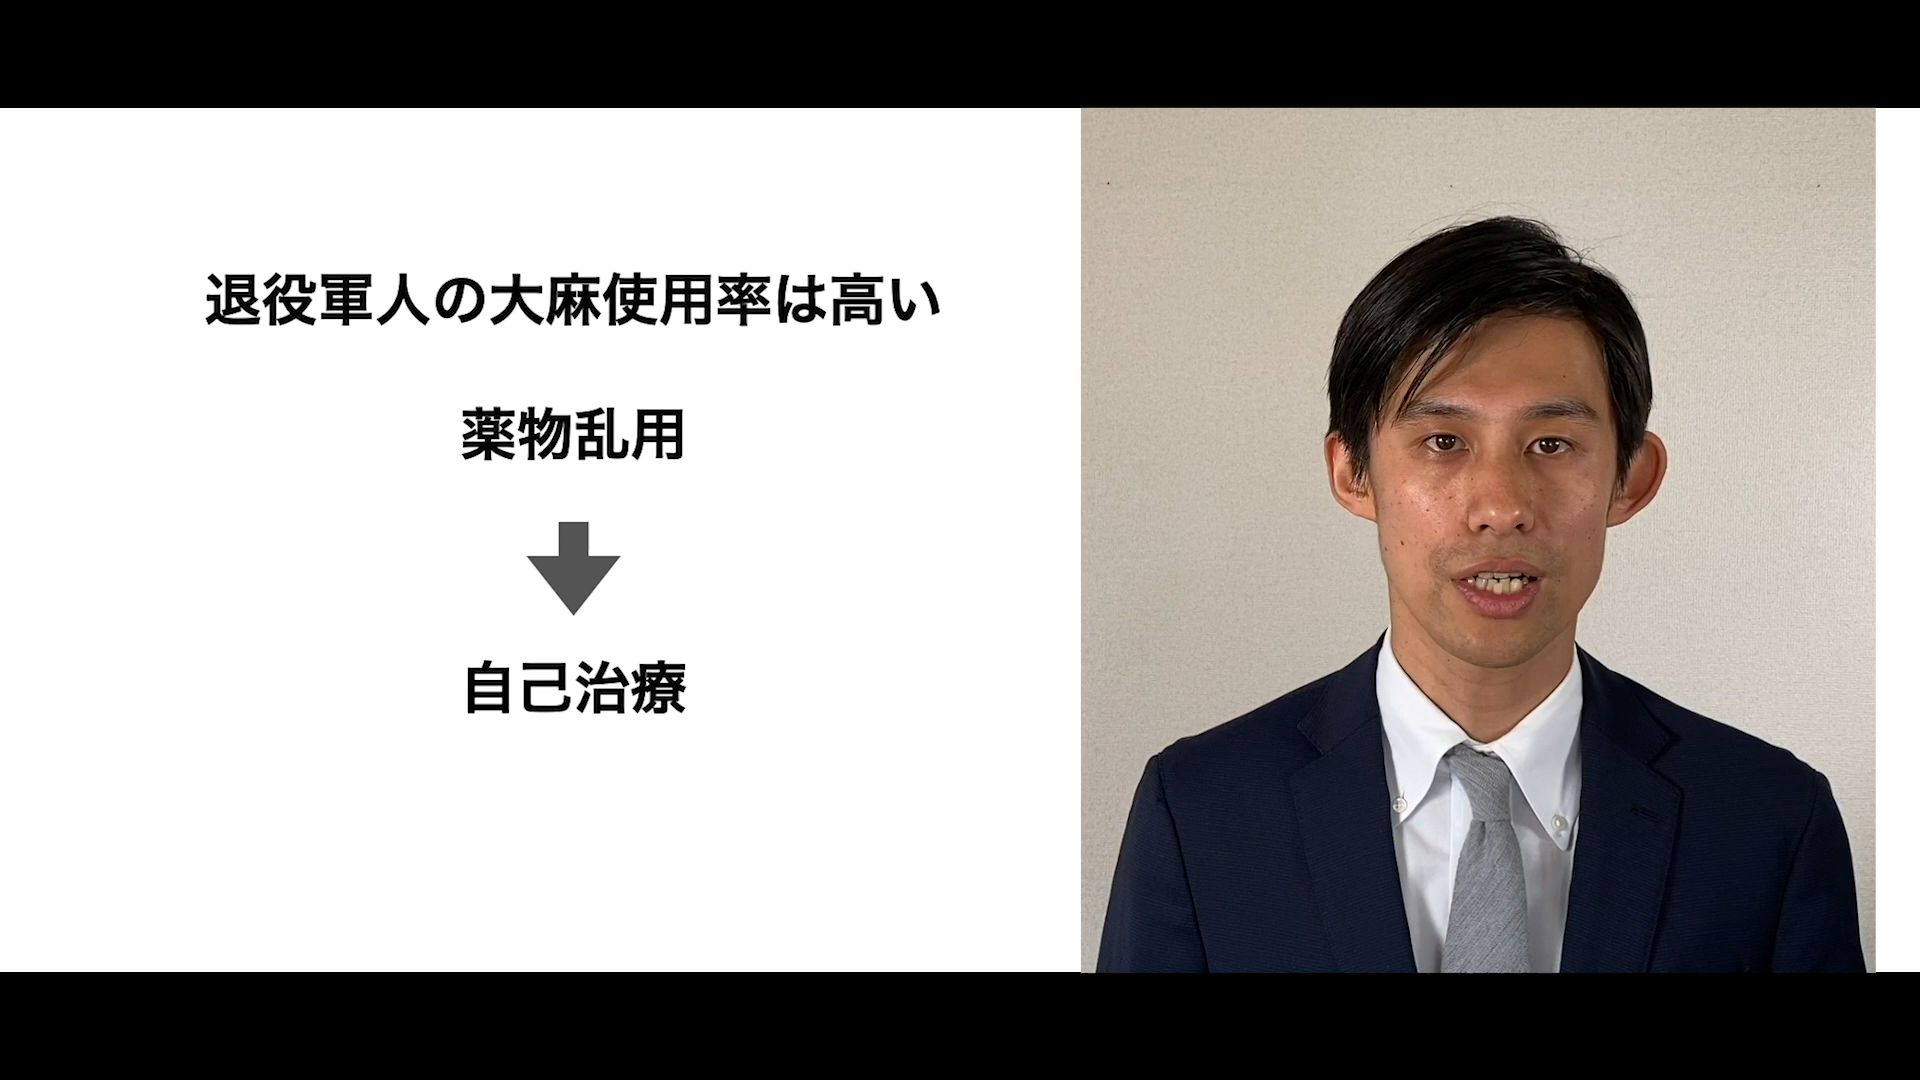 退役軍人の大麻使用率は高い
薬物乱用
自己治療